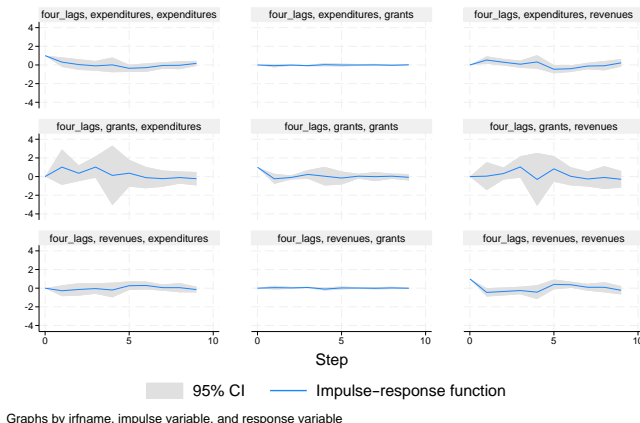 four_lags, expenditures, expenditures
four_lags, expenditures, grants
four_lags, expenditures, revenues
4
2
0
-2
-4
four_lags, grants, expenditures
four_lags, grants, grants
four_lags, grants, revenues
4
2
0
-2
-4
four_lags, revenues, expenditures
four_lags, revenues, grants
four_lags, revenues, revenues
4
2
0
-2
-4
0 5 10 0 5 10 0 5 10
Step
95% CI Impulse−response function
Graphs by irfname, impulse variable, and response variable